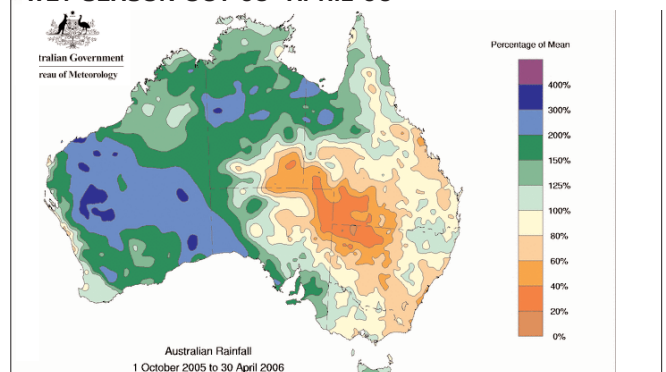 Percentage of Mean
tralian Government
reau of Meteorology
400%
300%
200%
150%
125%
100%
80%
60%
40%
20%
0%
Australian Rainfall
1 October 2005 to 30 April 2006